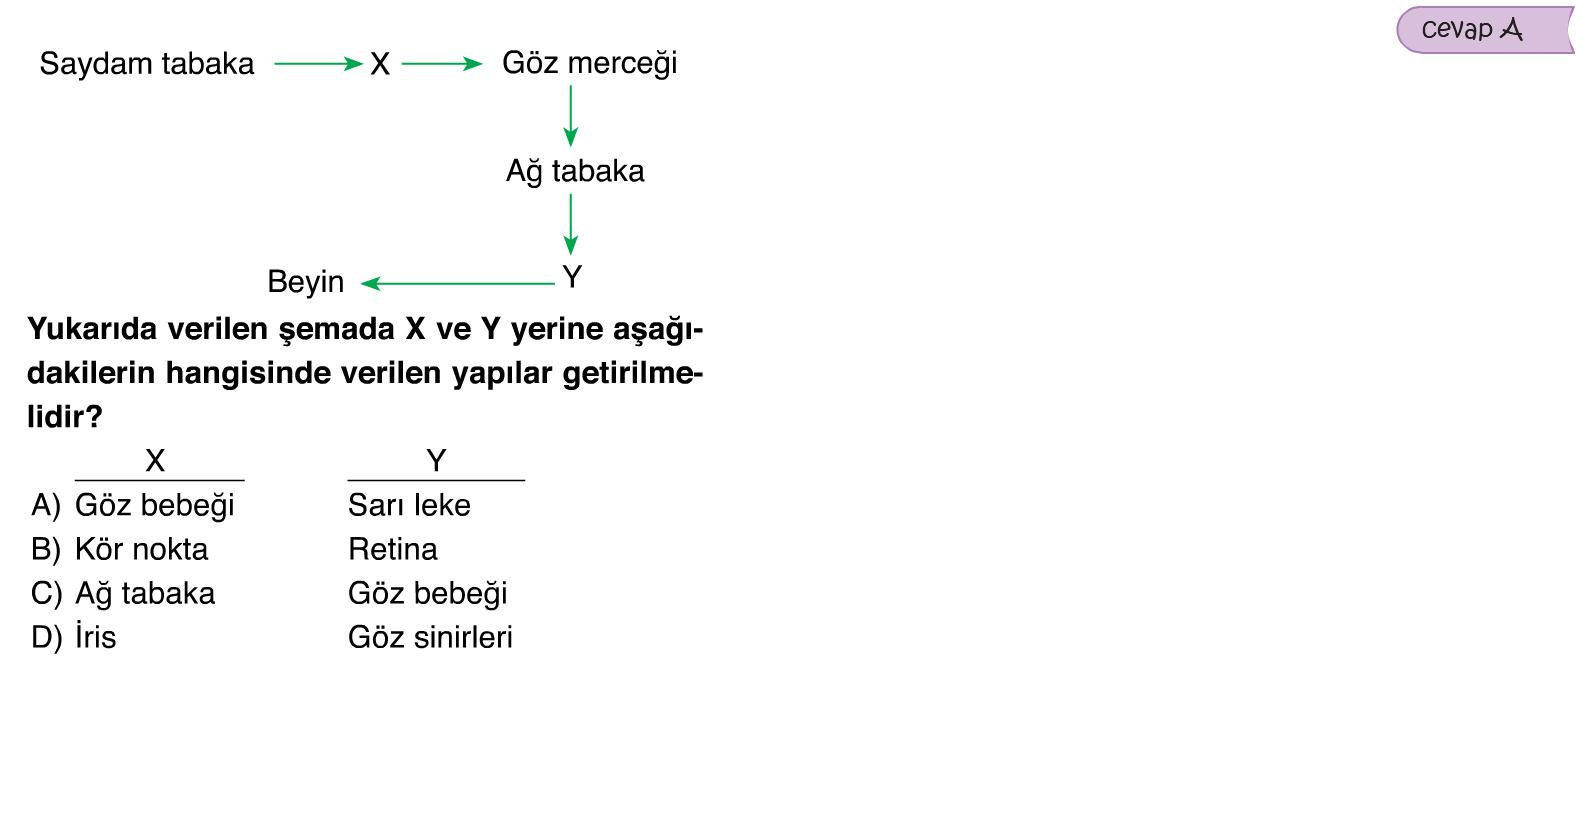 cevap A
Saydam tabaka X Göz merceği
Ağ tabaka
Beyin Y
Yukarıda verilen şemada X ve Y yerine aşağı-
dakilerin hangisinde verilen yapılar getirilme-
lidir?
X Y
A) Göz bebeği Sarı leke
B) Kör nokta Retina
C) Ağ tabaka Göz bebeği
D) İris Göz sinirleri